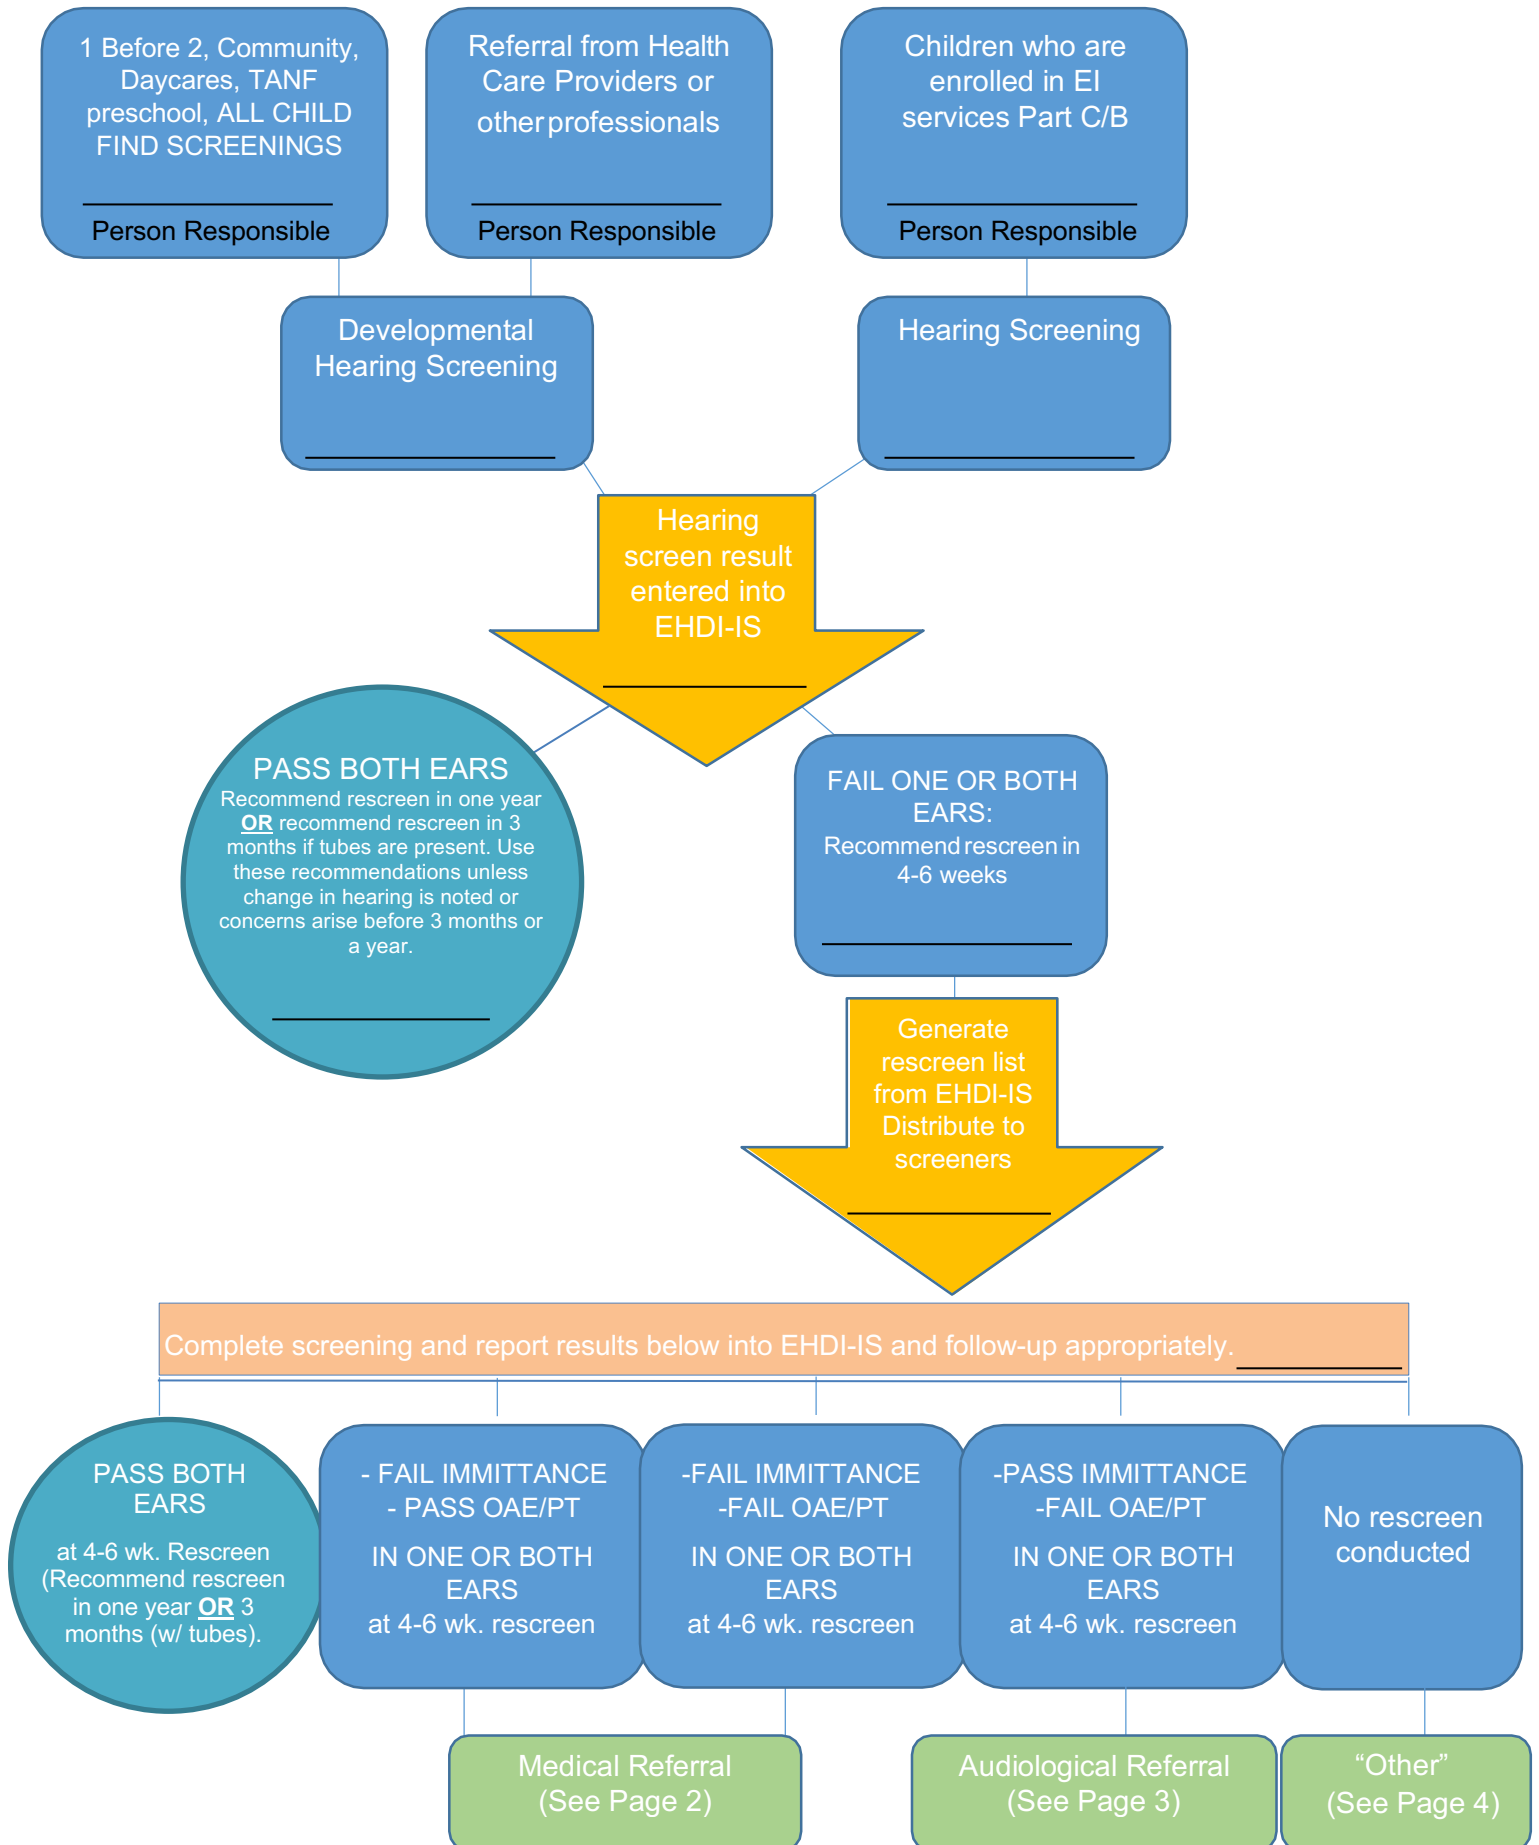 1 Before 2, Community,
Daycares, TANF
preschool, ALL CHILD
FIND SCREENINGS
Person Responsible
Referral from Health
Care Providers or
other professionals
Person Responsible
Children who are
enrolled in EI
services Part C/B
Person Responsible
Developmental
Hearing Screening
Hearing Screening
Hearing
screen result
entered into
EHDI-IS
PASS BOTH EARS
Recommend rescreen in one year
OR recommend rescreen in 3
months if tubes are present. Use
these recommendations unless
change in hearing is noted or
concerns arise before 3 months or
a year.
FAIL ONE OR BOTH
EARS:
Recommend rescreen in
4-6 weeks
Generate
rescreen list
from EHDI-IS
Distribute to
screeners
Complete screening and report results below into EHDI-IS and follow-up appropriately.
PASS BOTH
EARS
at 4-6 wk. Rescreen
(Recommend rescreen
in one year OR 3
months (w/ tubes).
- FAIL IMMITTANCE
- PASS OAE/PT
IN ONE OR BOTH
EARS
at 4-6 wk. rescreen
-FAIL IMMITTANCE
-FAIL OAE/PT
IN ONE OR BOTH
EARS
at 4-6 wk. rescreen
-PASS IMMITTANCE
-FAIL OAE/PT
IN ONE OR BOTH
EARS
at 4-6 wk. rescreen
No rescreen
conducted
Medical Referral
(See Page 2)
Audiological Referral
(See Page 3)
“Other”
(See Page 4)